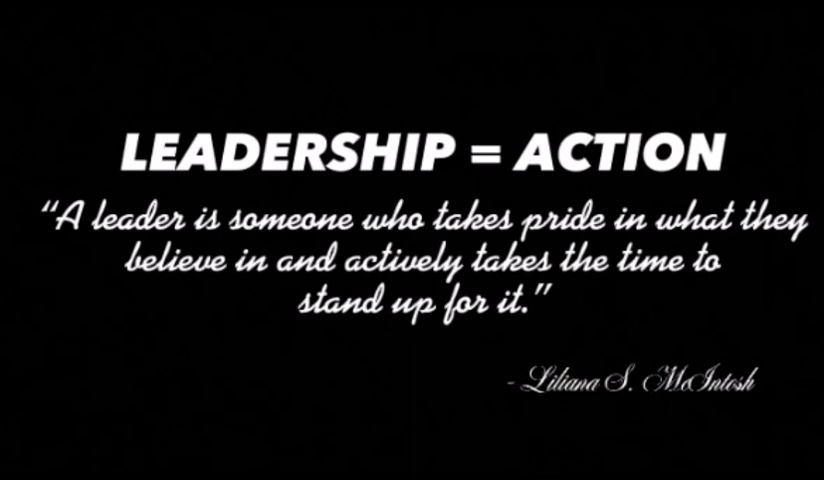 LEADERSHIP = ACTION
“A leader is someone who takes pride in what they
believe in and actively takes the time to
stand up for it.”
- Liliana S. McIntosh